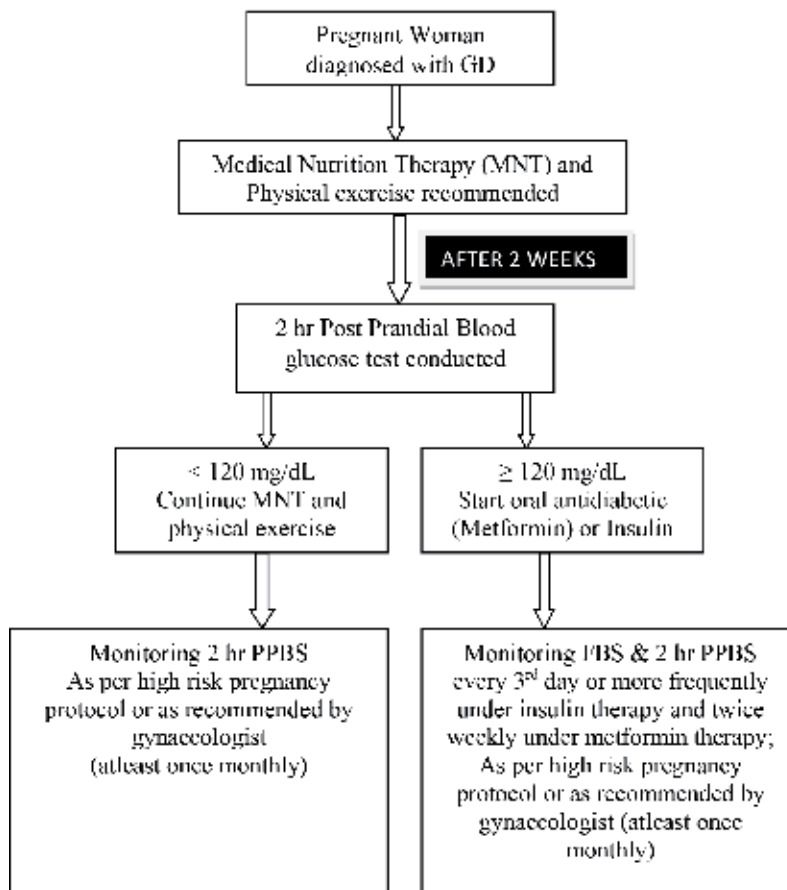 Pregnant Woman
diagnosed with GD
Medical Nutrition Therapy (MNT) and
Physical exercise recommended
AFTER 2 WEEKS
2 hr Post Prandial Blood
glucose test conducted
< 120 mg/dL
Continue MNT and
physical exercise
≥ 120 mg/dL
Start oral antidiabetic
(Metformin) or Insulin
Monitoring 2 hr PPBS
As per high risk pregnancy
protocol or as recommended by
gynaecologist
(atleast once monthly)
Monitoring FBS & 2 hr PPBS
every 3rd day or more frequently
under insulin therapy and twice
weekly under metformin therapy;
As per high risk pregnancy
protocol or as recommended by
gynaecologist (atleast once
monthly)